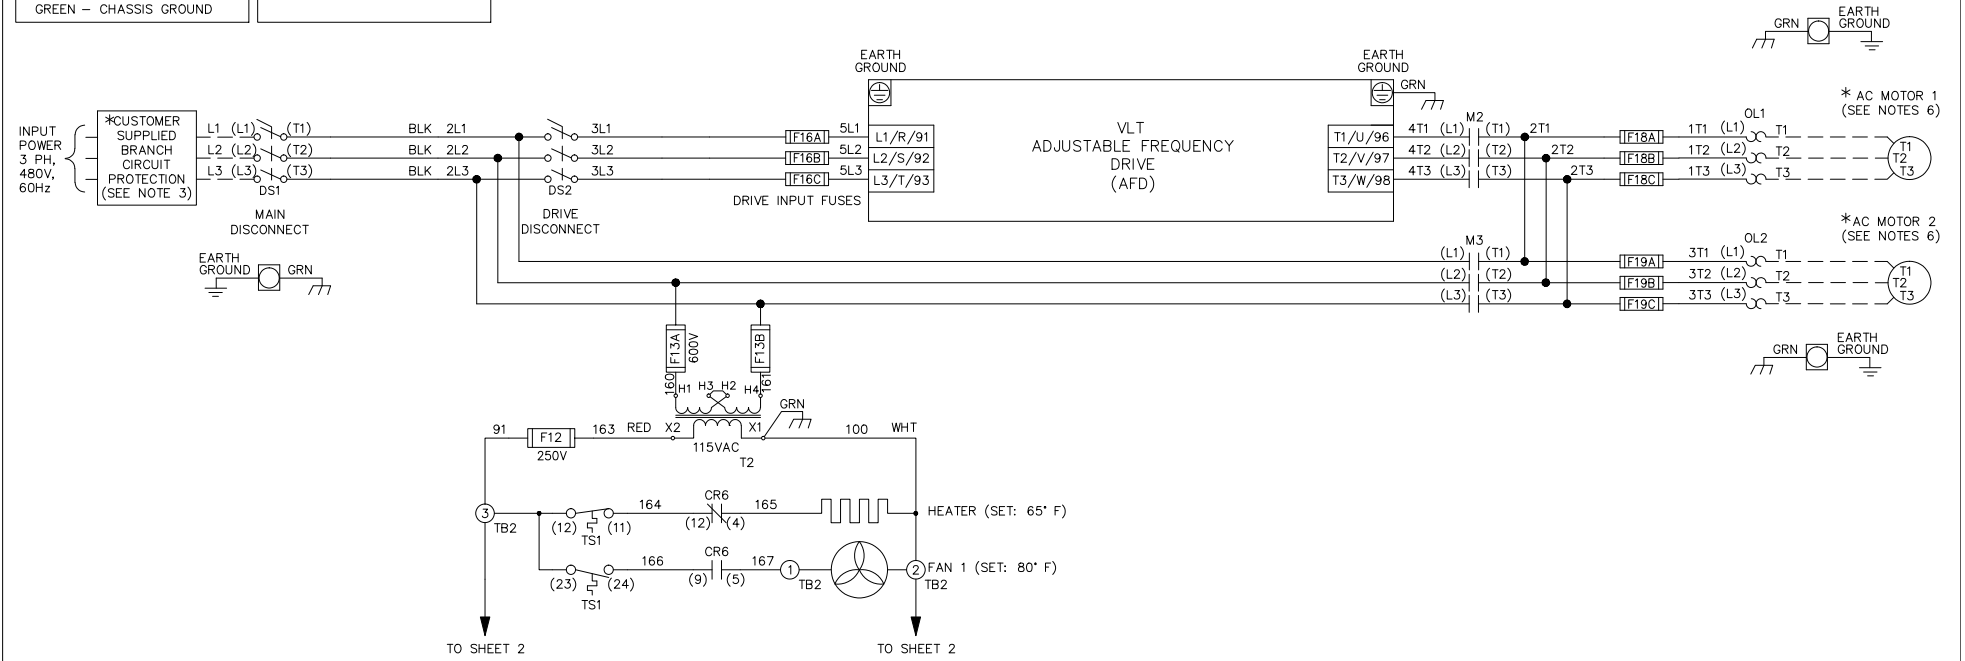 GREEN – CHASSIS GROUND
GRN
EARTH
GROUND
INPUT
POWER
3 PH,
480V,
60Hz
*CUSTOMER
SUPPLIED
BRANCH
CIRCUIT
PROTECTION
(SEE NOTE 3)
L1 (L1) (T1) BLK 2L1 3L1 F16A 5L1
L2 (L2) (T2) BLK 2L2 3L2 F16B 5L2
L3 (L3) (T3) BLK 2L3 3L3 F16C 5L3
DS1
MAIN
DISCONNECT
DS2
DRIVE
DISCONNECT
DRIVE INPUT FUSES
EARTH
GROUND
L1/R/91
L2/S/92
L3/T/93
VLT
ADJUSTABLE FREQUENCY
DRIVE
(AFD)
EARTH
GROUND
GRN
T1/U/96
T2/V/97
T3/W/98
M2
4T1 (L1) (T1) 2T1 F18A 1T1 (L1) T1
4T2 (L2) (T2) 2T2 F18B 1T2 (L2) T2
4T3 (L3) (T3) 2T3 F18C 1T3 (L3) T3
OL1
* AC MOTOR 1
(SEE NOTES 6)
T1
T2
T3
EARTH
GROUND
GRN
M3
(L1) (T1) F19A 3T1 (L1) T1
(L2) (T2) F19B 3T2 (L2) T2
(L3) (T3) F19C 3T3 (L3) T3
OL2
*AC MOTOR 2
(SEE NOTES 6)
T1
T2
T3
GRN
EARTH
GROUND
F13A
600V
F13B
160
H1 H3 H2 H4
161
GRN
91 F12 163 RED X2 X1 100 WHT
250V
115VAC
T2
3
TB2
(12) (11) 164 CR6 165
TS1
(12) (4)
HEATER (SET: 65° F)
(23) (24) 166 CR6 167 1
TS1
(9) (5)
TB2
2 FAN 1 (SET: 80° F)
TB2
TO SHEET 2
TO SHEET 2